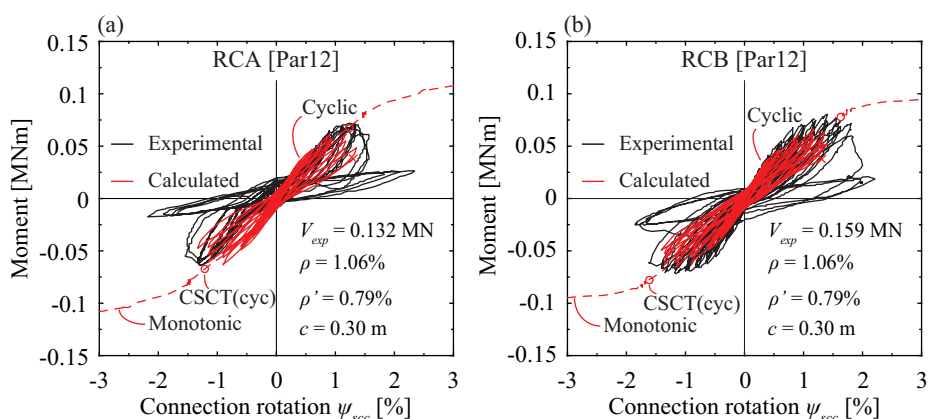 (a)
RCA [Par12]
Moment [MNm]
0.15
0.1
0.05
0
-0.05
-0.1
-0.15
Cyclic
Experimental
Calculated
V_exp = 0.132 MN
ρ = 1.06%
ρ' = 0.79%
c = 0.30 m
CSCT(cyc)
Monotonic
-3 -2 -1 0 1 2 3
Connection rotation ψ_scc [%]
(b)
RCB [Par12]
Moment [MNm]
0.15
0.1
0.05
0
-0.05
-0.1
-0.15
Cyclic
Experimental
Calculated
V_exp = 0.159 MN
ρ = 1.06%
ρ' = 0.79%
c = 0.30 m
CSCT(cyc)
Monotonic
-3 -2 -1 0 1 2 3
Connection rotation ψ_scc [%]